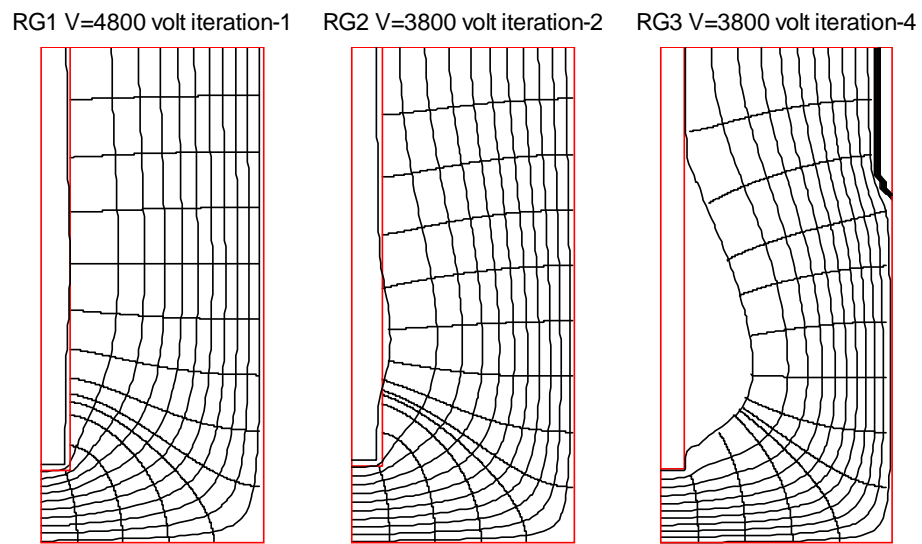 RG1 V=4800 volt iteration-1
RG2 V=3800 volt iteration-2
RG3 V=3800 volt iteration-4